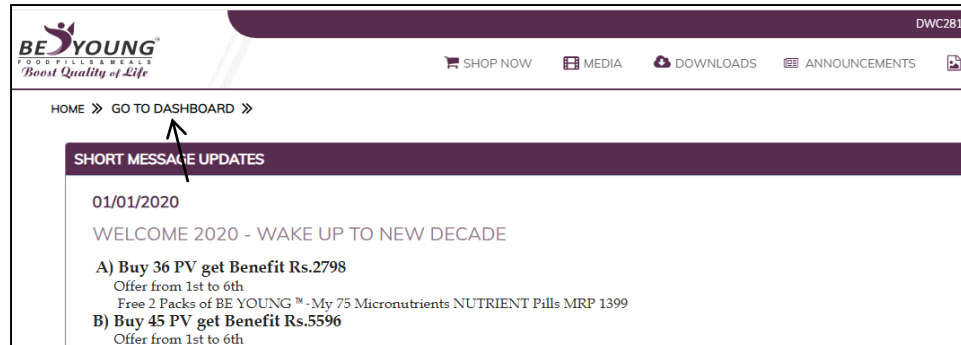 DWC281
BE YOUNG™
FOOD PILLS & MEALS
Boost Quality of Life
SHOP NOW MEDIA DOWNLOADS ANNOUNCEMENTS
HOME » GO TO DASHBOARD »
SHORT MESSAGE UPDATES
01/01/2020
WELCOME 2020 - WAKE UP TO NEW DECADE
A) Buy 36 PV get Benefit Rs.2798
Offer from 1st to 6th
Free 2 Packs of BE YOUNG ™ -My 75 Micronutrients NUTRIENT Pills MRP 1399
B) Buy 45 PV get Benefit Rs.5596
Offer from 1st to 6th